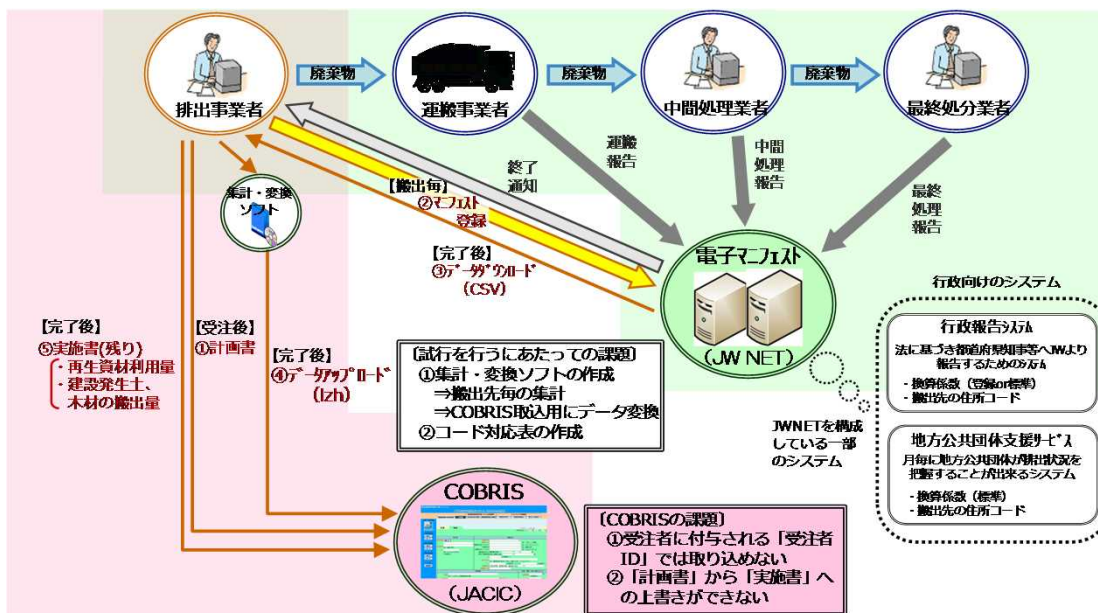 廃棄物
廃棄物
廃棄物
排出事業者
運搬事業者
中間処理業者
最終処分業者
運搬
報告
中間
処理
報告
最終
処理
報告
終了
通知
集計・変換
ソフト
【搬出毎】
②マニフェスト
登録
【完了後】
③データダウンロード
(CSV)
電子マニフェスト
(JW NET)
行政向けのシステム
行政報告システム
法に基づき都道府県知事等へJWより
報告するためのシステム
・換算係数（登録or標準）
・搬出先の住所コード
地方公共団体支援サービス
月毎に地方公共団体が排出状況を
把握することが出来るシステム
・換算係数（標準）
・搬出先の住所コード
JWNETを構成
している一部
のシステム
【完了後】
⑤実施書(残り)
・再生資材利用量
・建設発生土、
木材の搬出量
【受注後】
①計画書
【完了後】
④データアップロード
(lzh)
〔試行を行うにあたっての課題〕
①集計・変換ソフトの作成
⇒搬出先毎の集計
⇒COBRIS取込用にデータ変換
②コード対応表の作成
COBRIS
(JACIC)
〔COBRISの課題〕
①受注者に付与される「受注者
ID」では取り込めない
②「計画書」から「実施書」へ
の上書きができない